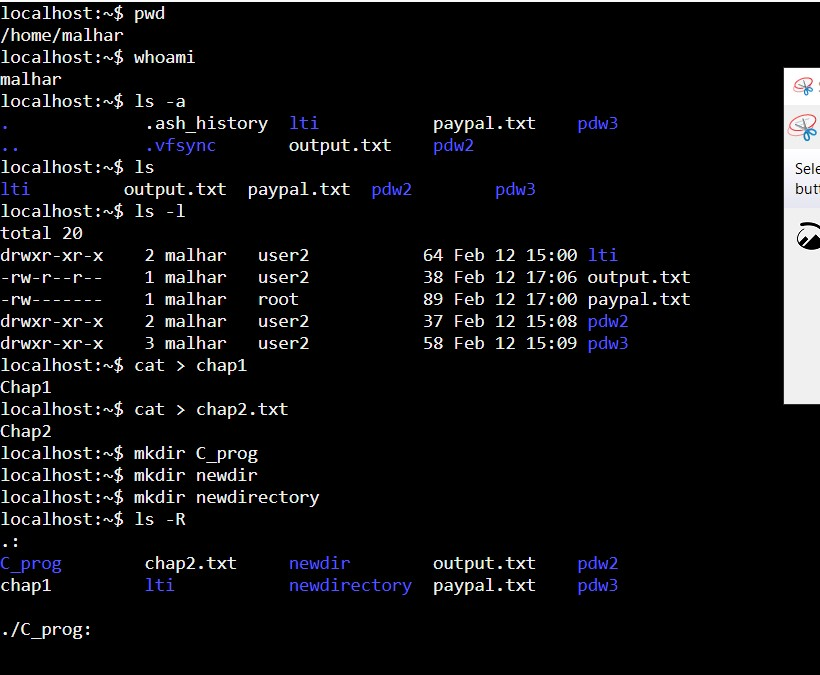 localhost:~$ pwd
/home/malhar
localhost:~$ whoami
malhar
localhost:~$ ls -a
.              .ash_history  lti           paypal.txt    pdw3
..             .vfsync       output.txt    pdw2
localhost:~$ ls
lti         output.txt  paypal.txt  pdw2        pdw3
localhost:~$ ls -l
total 20
drwxr-xr-x    2 malhar   user2           64 Feb 12 15:00 lti
-rw-r--r--    1 malhar   user2           38 Feb 12 17:06 output.txt
-rw-------    1 malhar   root            89 Feb 12 17:00 paypal.txt
drwxr-xr-x    2 malhar   user2           37 Feb 12 15:08 pdw2
drwxr-xr-x    3 malhar   user2           58 Feb 12 15:09 pdw3
localhost:~$ cat > chap1
Chap1
localhost:~$ cat > chap2.txt
Chap2
localhost:~$ mkdir C_prog
localhost:~$ mkdir newdir
localhost:~$ mkdir newdirectory
localhost:~$ ls -R
.:
C_prog        chap2.txt     newdir        output.txt    pdw2
chap1         lti           newdirectory  paypal.txt    pdw3

./C_prog: